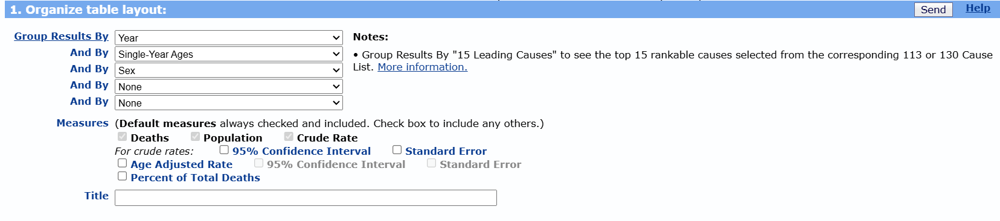 1. Organize table layout: Send Help
Group Results By Year Notes:
And By Single-Year Ages • Group Results By "15 Leading Causes" to see the top 15 rankable causes selected from the corresponding 113 or 130 Cause
And By Sex List. More information.
And By None
And By None
Measures (Default measures always checked and included. Check box to include any others.)
Deaths Population Crude Rate
For crude rates: 95% Confidence Interval Standard Error
Age Adjusted Rate 95% Confidence Interval Standard Error
Percent of Total Deaths
Title